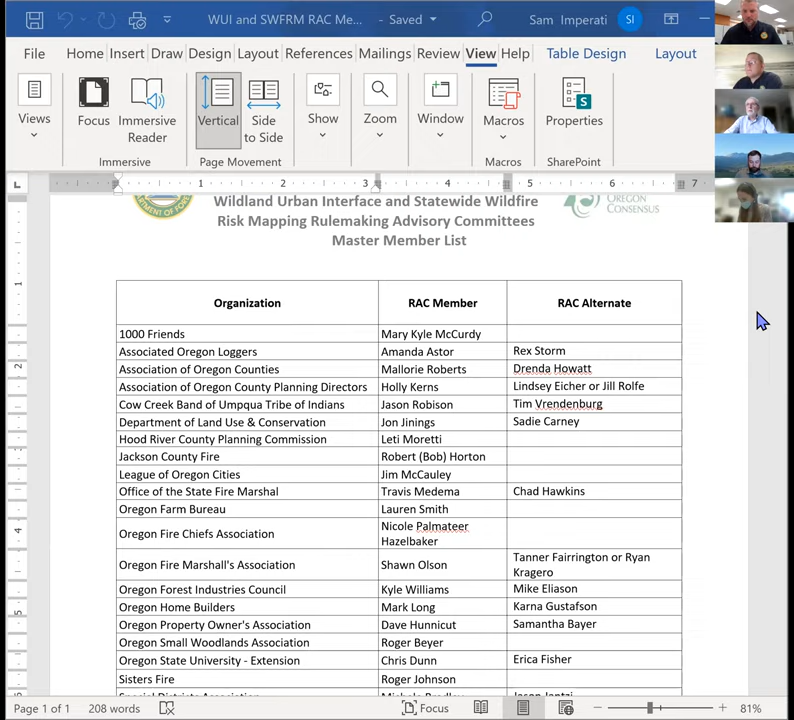 WUI and SWFRM RAC Me... - Saved
Sam Imperati SI
File Home Insert Draw Design Layout References Mailings Review View Help Table Design Layout
Views Focus Immersive Reader Vertical Side to Side Show Zoom Window Macros Properties
Immersive Page Movement Macros SharePoint
1 2 3 4 5 6 7
Wildland Urban Interface and Statewide Wildfire
OREGON
Risk Mapping Rulemaking Advisory Committees
CONSENSUS
Master Member List
Organization RAC Member RAC Alternate
1000 Friends Mary Kyle McCurdy
Associated Oregon Loggers Amanda Astor Rex Storm
Association of Oregon Counties Mallorie Roberts Drenda Howatt
Association of Oregon County Planning Directors Holly Kerns Lindsey Eicher or Jill Rolfe
Cow Creek Band of Umpqua Tribe of Indians Jason Robison Tim Vrendenburg
Department of Land Use & Conservation Jon Jinings Sadie Carney
Hood River County Planning Commission Leti Moretti
Jackson County Fire Robert (Bob) Horton
League of Oregon Cities Jim McCauley
Office of the State Fire Marshal Travis Medema Chad Hawkins
Oregon Farm Bureau Lauren Smith
Oregon Fire Chiefs Association Nicole Palmateer
Hazelbaker
Oregon Fire Marshall's Association Shawn Olson Tanner Fairrington or Ryan
Kragero
Oregon Forest Industries Council Kyle Williams Mike Eliason
Oregon Home Builders Mark Long Karna Gustafson
Oregon Property Owner's Association Dave Hunnicut Samantha Bayer
Oregon Small Woodlands Association Roger Beyer
Oregon State University - Extension Chris Dunn Erica Fisher
Sisters Fire Roger Johnson
Page 1 of 1 208 words Focus 81%